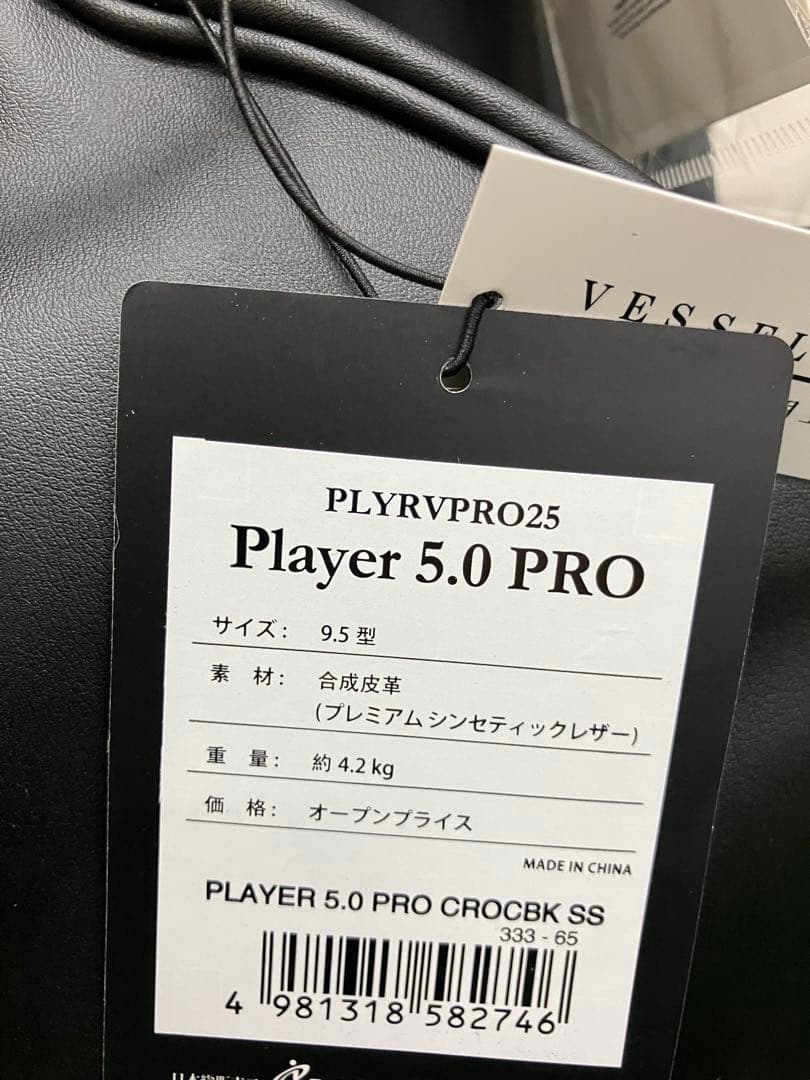 VESSEL
PLYRVPRO25
Player 5.0 PRO
サイズ： 9.5 型
素　材： 合成皮革
(プレミアム シンセティックレザー)
重　量： 約 4.2 kg
価　格： オープンプライス
MADE IN CHINA
PLAYER 5.0 PRO CROCBK SS
333 - 65
4 981318 582746